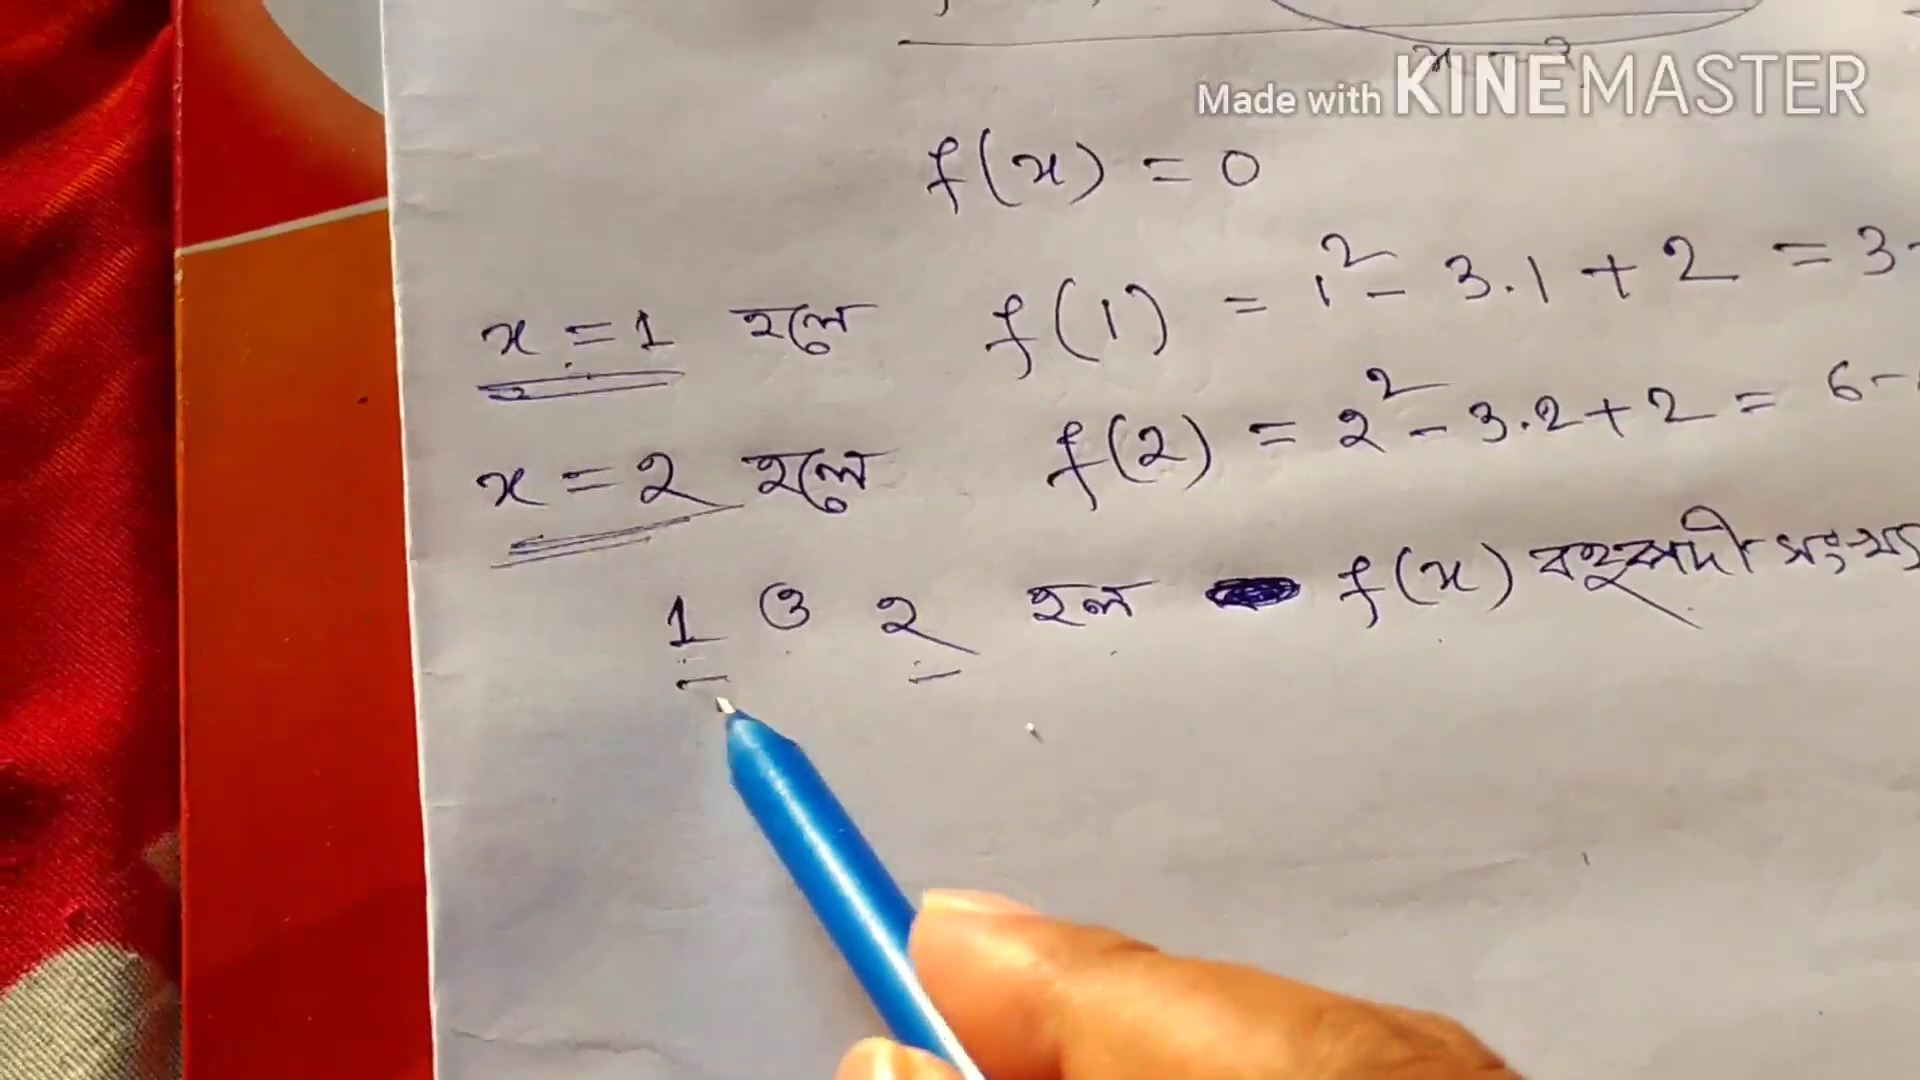 Made with KINEMASTER
f(x) = 0
x = 1 হলে f(1) = 1² - 3.1 + 2 = 3 -
x = 2 হলে f(2) = 2² - 3.2 + 2 = 6 -
1 ও 2 হল f(x) বহুপদী সংখ্যা